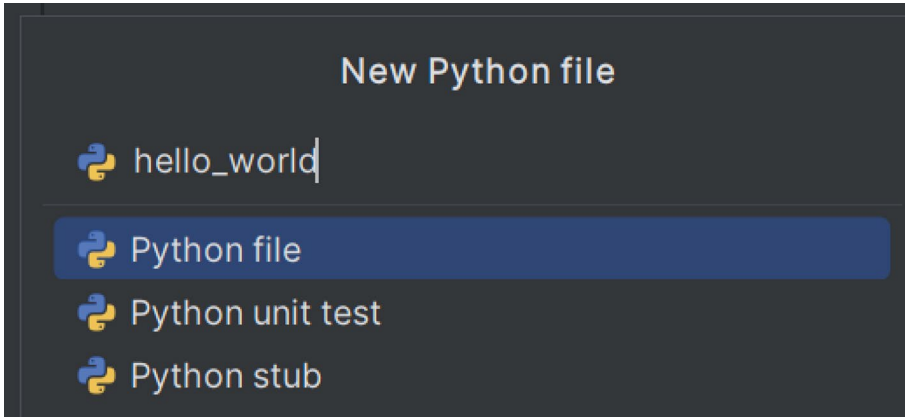 New Python file
hello_world
Python file
Python unit test
Python stub